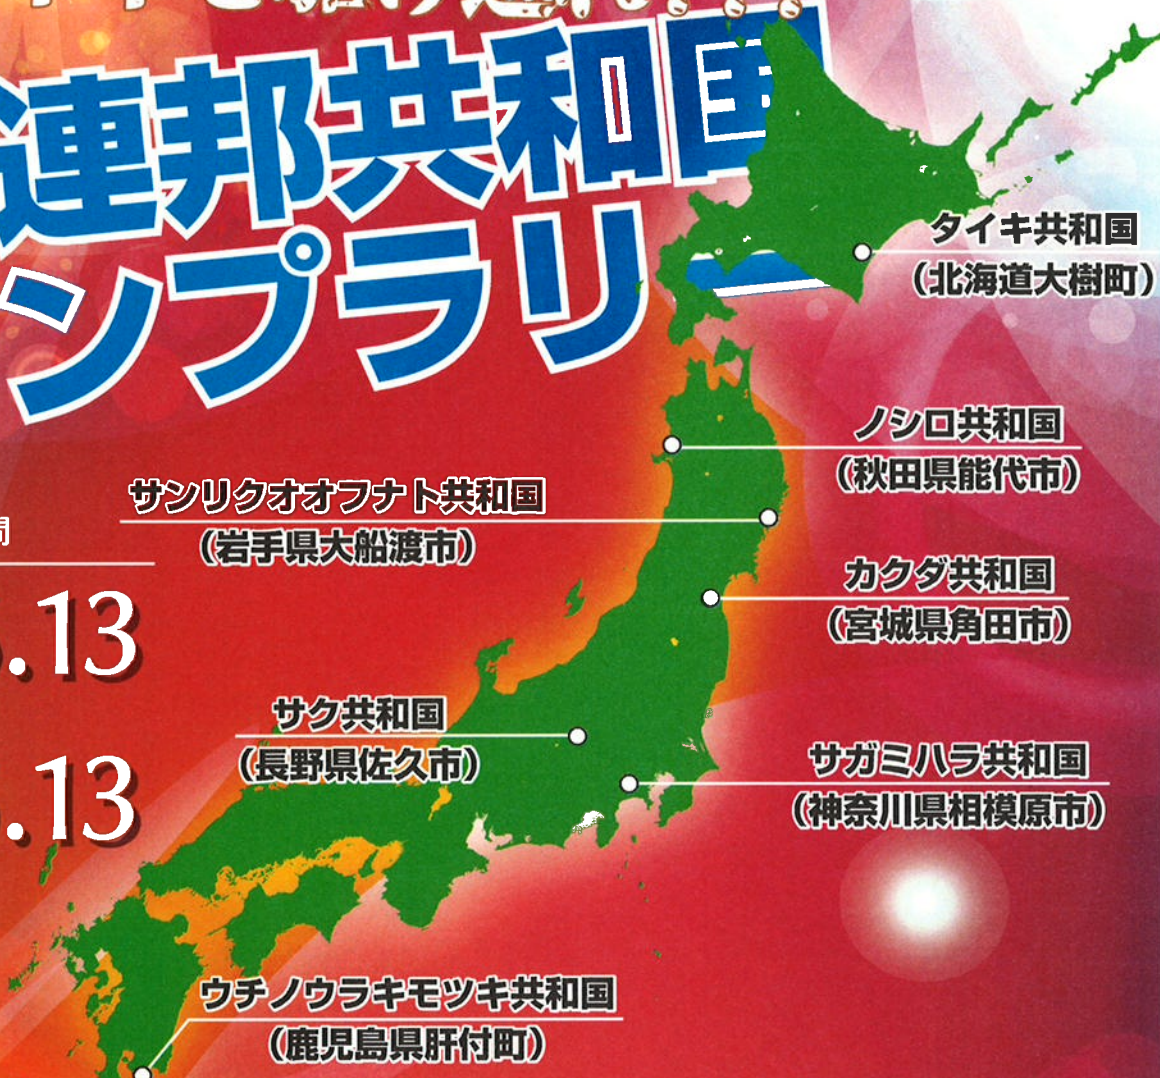 連邦共和国
ンプラリー
タイキ共和国
（北海道大樹町）
ノシロ共和国
（秋田県能代市）
サンリクオオフナト共和国
（岩手県大船渡市）
カクダ共和国
（宮城県角田市）
.13
サク共和国
（長野県佐久市）
サガミハラ共和国
（神奈川県相模原市）
.13
ウチノウラキモツキ共和国
（鹿児島県肝付町）